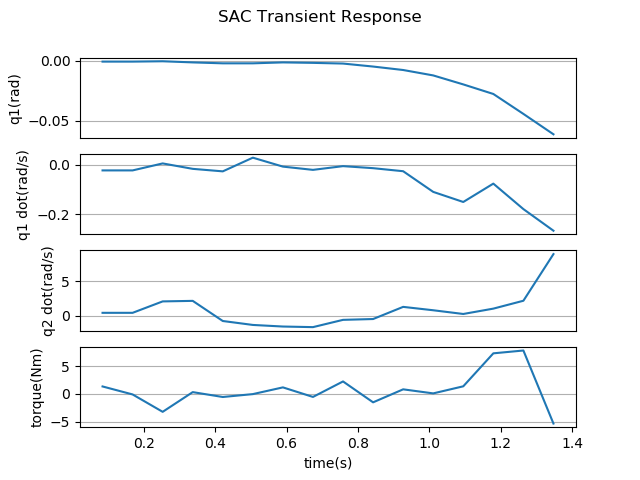 SAC Transient Response
q1(rad)
0.00
−0.05
q1 dot(rad/s)
0.0
−0.2
q2 dot(rad/s)
5
0
torque(Nm)
5
0
−5
0.2 0.4 0.6 0.8 1.0 1.2 1.4
time(s)